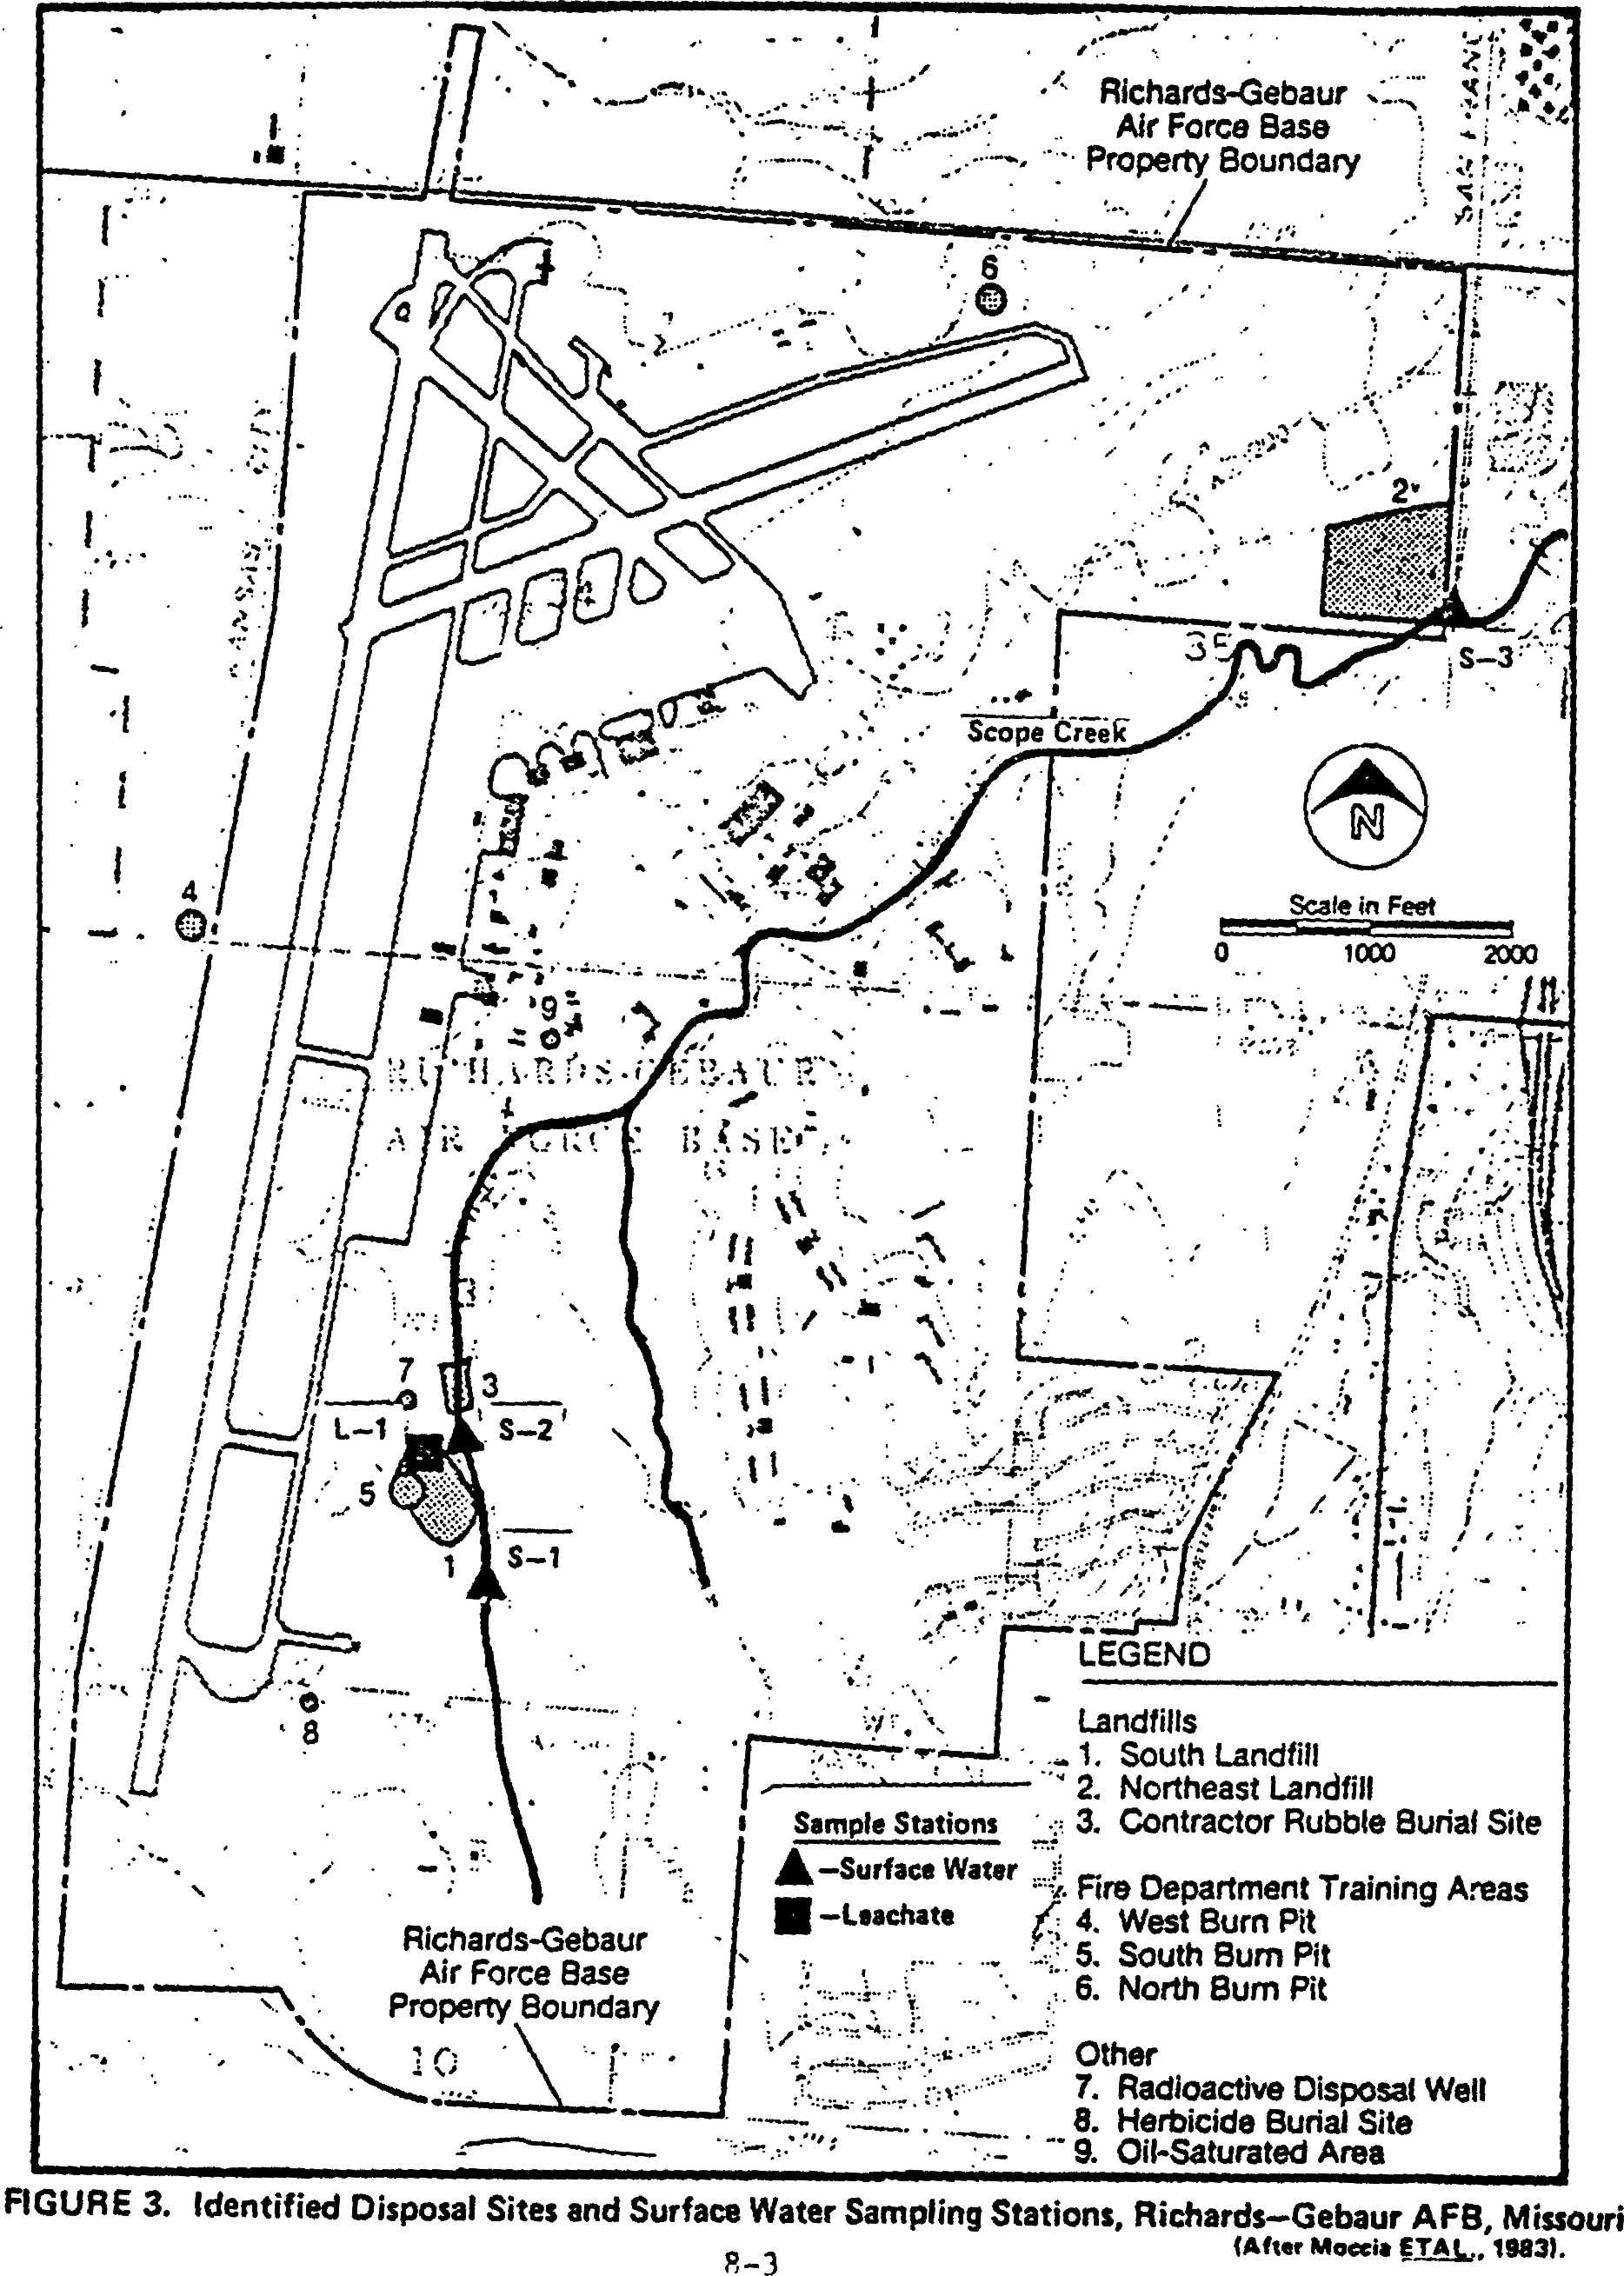 Richards-Gebaur
Air Force Base
Property Boundary
6
2
35
S-3
Scope Creek
N
Scale in Feet
0 1000 2000
4
9
RICHARDS-GEBAUR
AIR FORCE BASE
7
3
L-1
S-2
5
1
S-1
8
LEGEND
Landfills
1. South Landfill
2. Northeast Landfill
3. Contractor Rubble Burial Site
Sample Stations
▲-Surface Water
■-Leachate
Fire Department Training Areas
4. West Burn Pit
5. South Burn Pit
6. North Burn Pit
Richards-Gebaur
Air Force Base
Property Boundary
10
Other
7. Radioactive Disposal Well
8. Herbicide Burial Site
9. Oil-Saturated Area
FIGURE 3. Identified Disposal Sites and Surface Water Sampling Stations, Richards-Gebaur AFB, Missouri
(After Moccia ETAL., 1983).
8-3